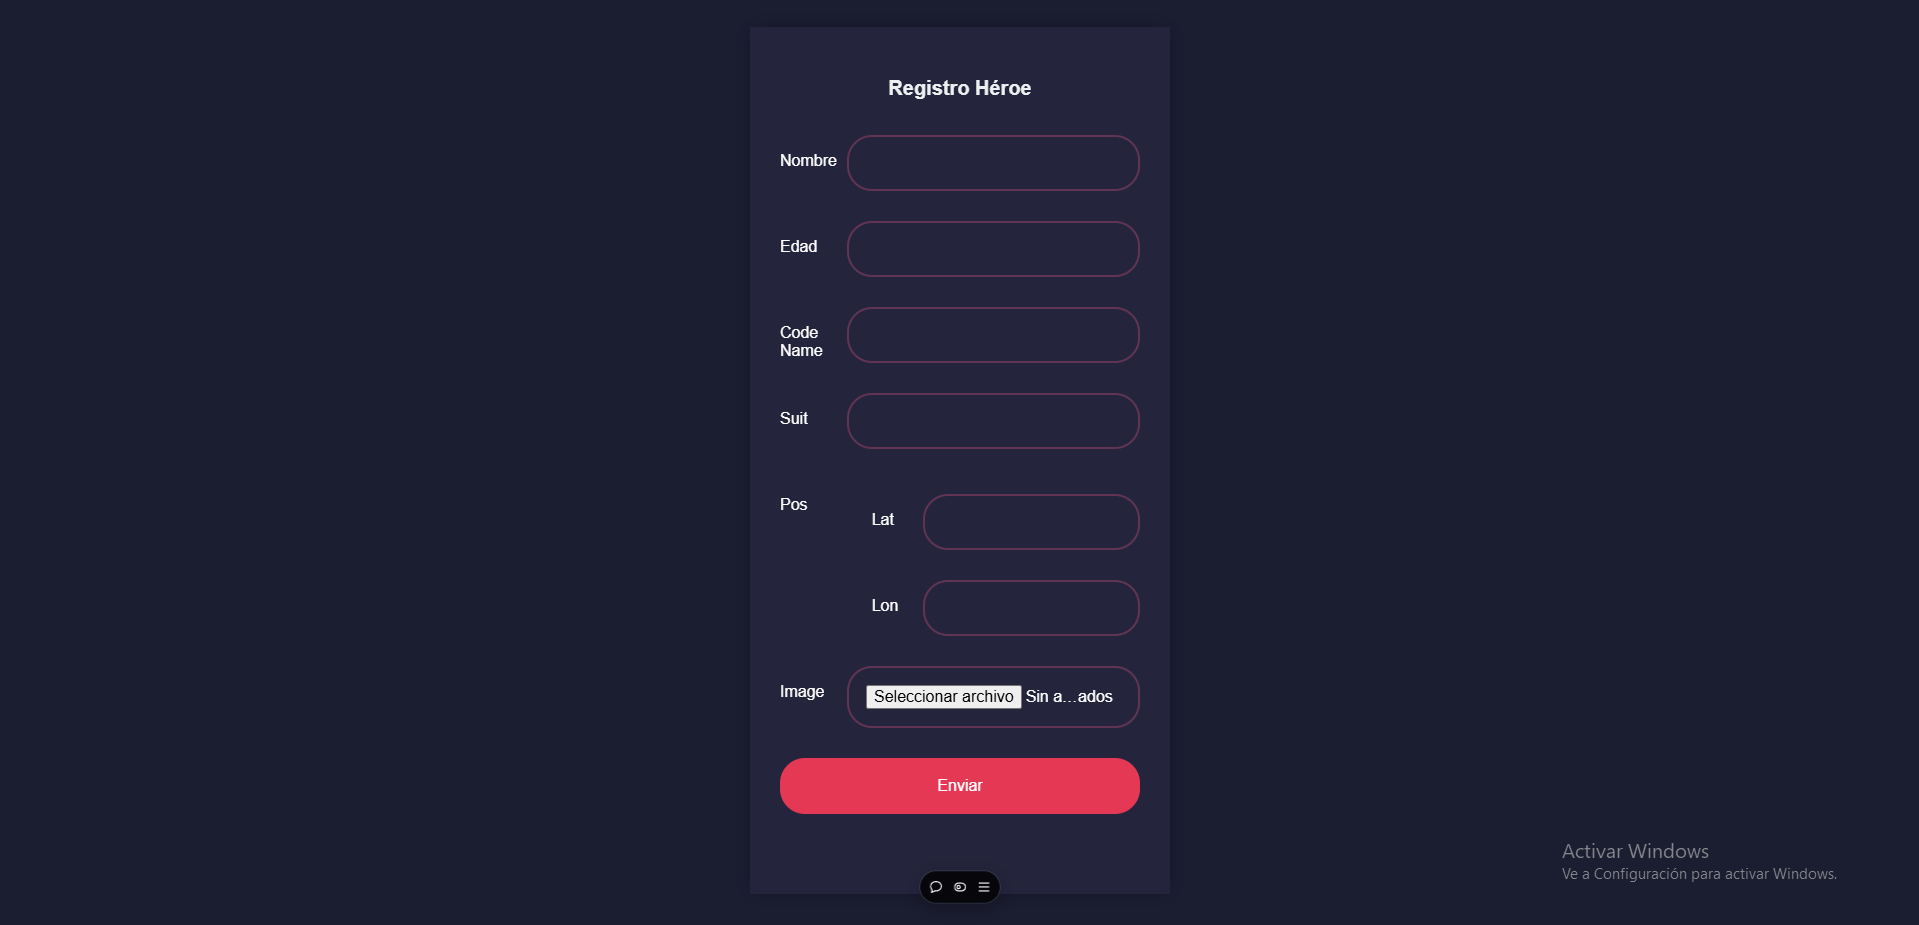 Registro Héroe
Nombre
Edad
Code
Name
Suit
Pos
Lat
Lon
Image
Seleccionar archivo Sin a...ados
Enviar
Activar Windows
Ve a Configuración para activar Windows.